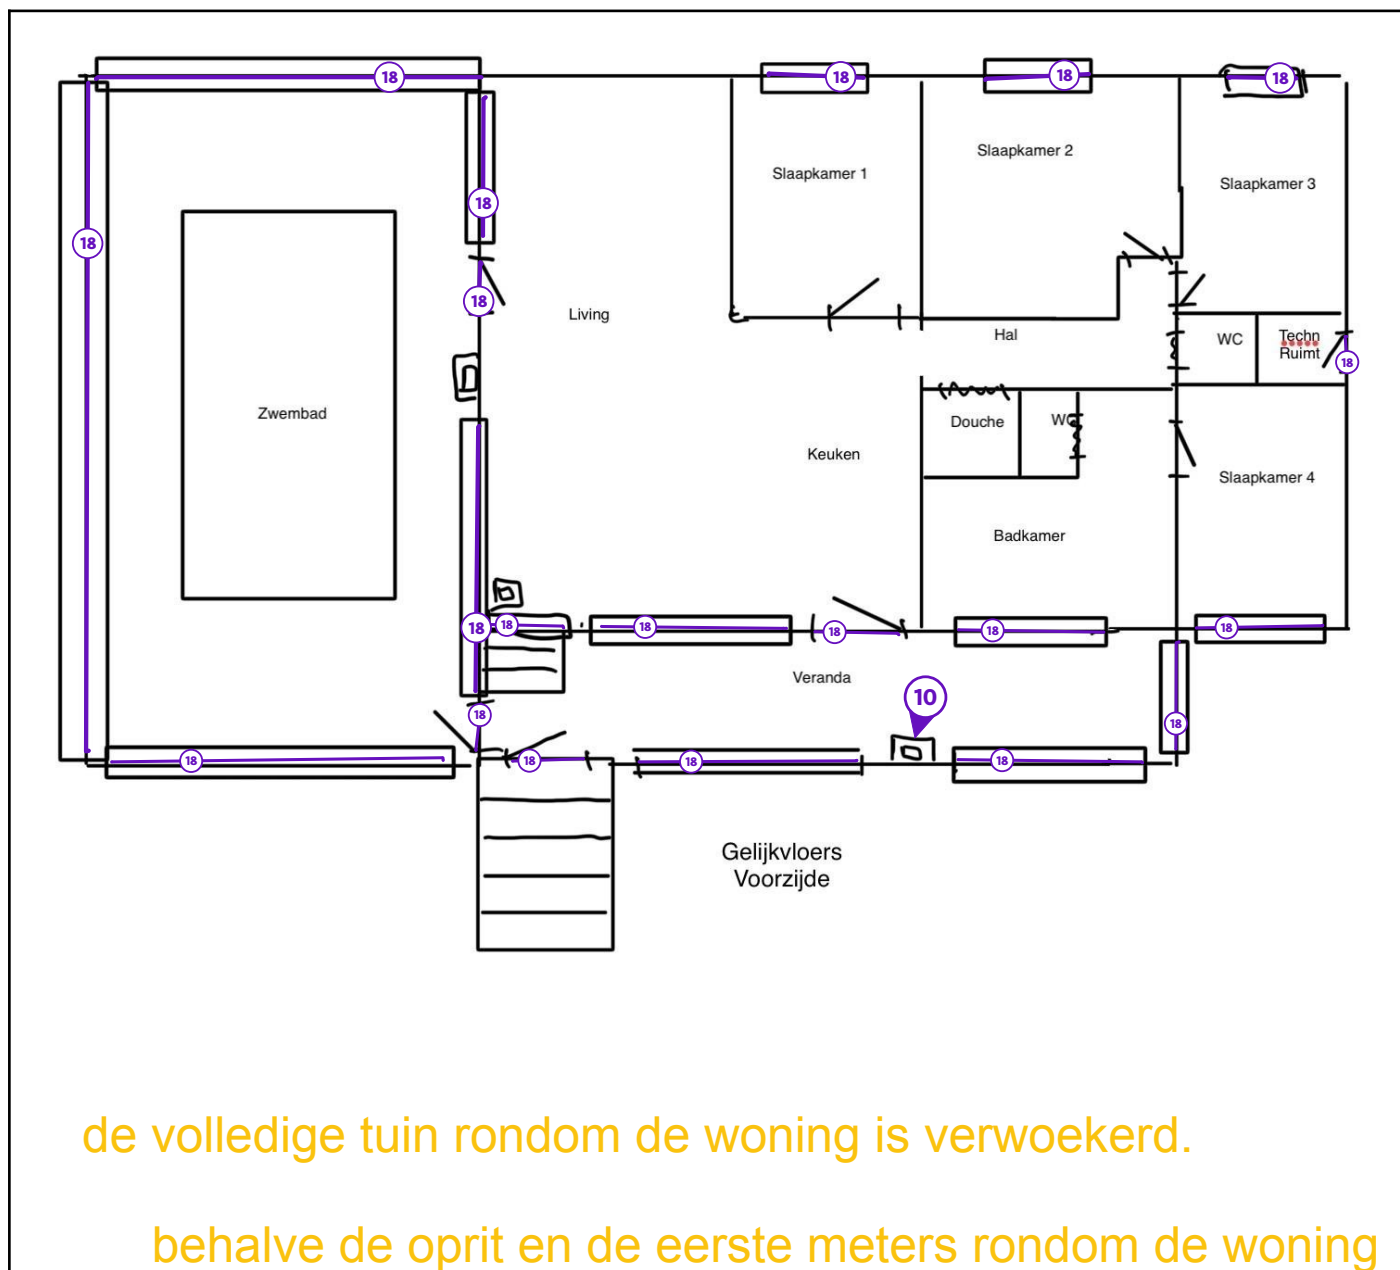 18
18
18
18
18
Slaapkamer 2
Slaapkamer 1
Slaapkamer 3
18
18
18
Living
Hal
WC
Techn
Ruimt
18
Zwembad
Douche
WC
Keuken
Slaapkamer 4
Badkamer
18
18
18
18
18
18
Veranda
10
18
18
18
18
18
18
Gelijkvloers
Voorzijde
de volledige tuin rondom de woning is verwoekerd.
behalve de oprit en de eerste meters rondom de woning